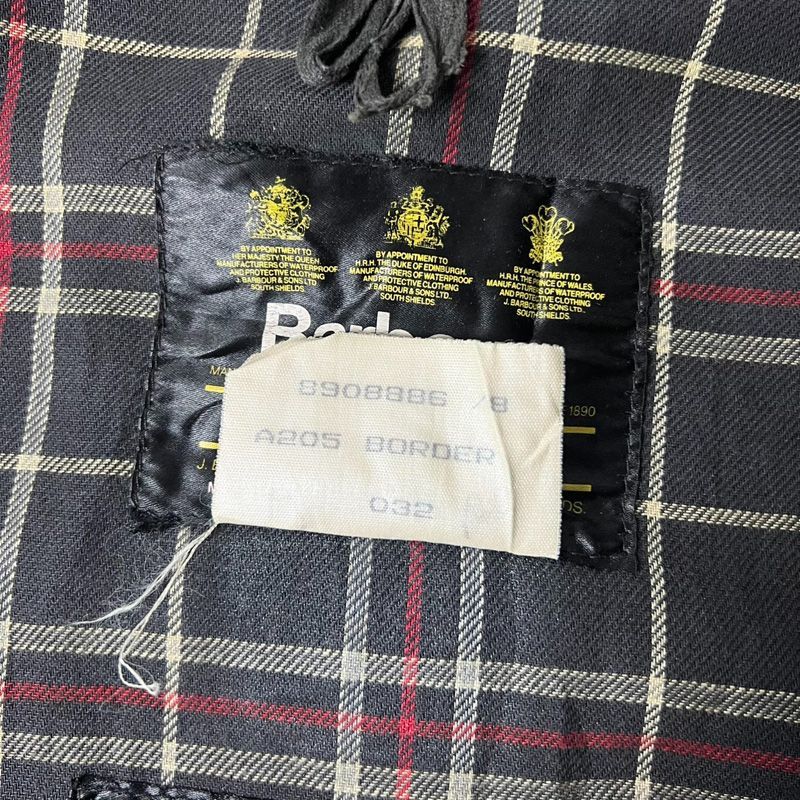 BY APPOINTMENT TO
HER MAJESTY THE QUEEN
MANUFACTURERS OF WATERPROOF
AND PROTECTIVE CLOTHING
J. BARBOUR & SONS LTD
SOUTH SHIELDS.
BY APPOINTMENT TO
H.R.H. THE DUKE OF EDINBURGH.
MANUFACTURERS OF WATERPROOF
AND PROTECTIVE CLOTHING
J. BARBOUR & SONS LTD.,
SOUTH SHIELDS.
BY APPOINTMENT TO
H.R.H. THE PRINCE OF WALES.
MANUFACTURERS OF WATERPROOF
AND PROTECTIVE CLOTHING
J. BARBOUR & SONS LTD.,
SOUTH SHIELDS.
1890
8908886 /8
A205 BORDER
032